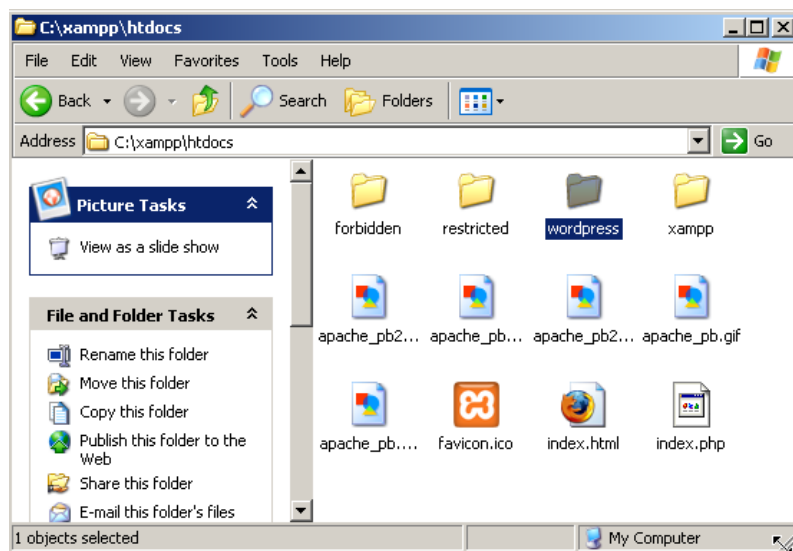 C:\xampp\htdocs
File Edit View Favorites Tools Help
Back Search Folders
Address C:\xampp\htdocs Go
Picture Tasks
View as a slide show
File and Folder Tasks
Rename this folder
Move this folder
Copy this folder
Publish this folder to the
Web
Share this folder
E-mail this folder's files
forbidden restricted wordpress xampp
apache_pb2... apache_pb... apache_pb2... apache_pb.gif
apache_pb.... favicon.ico index.html index.php
1 objects selected My Computer